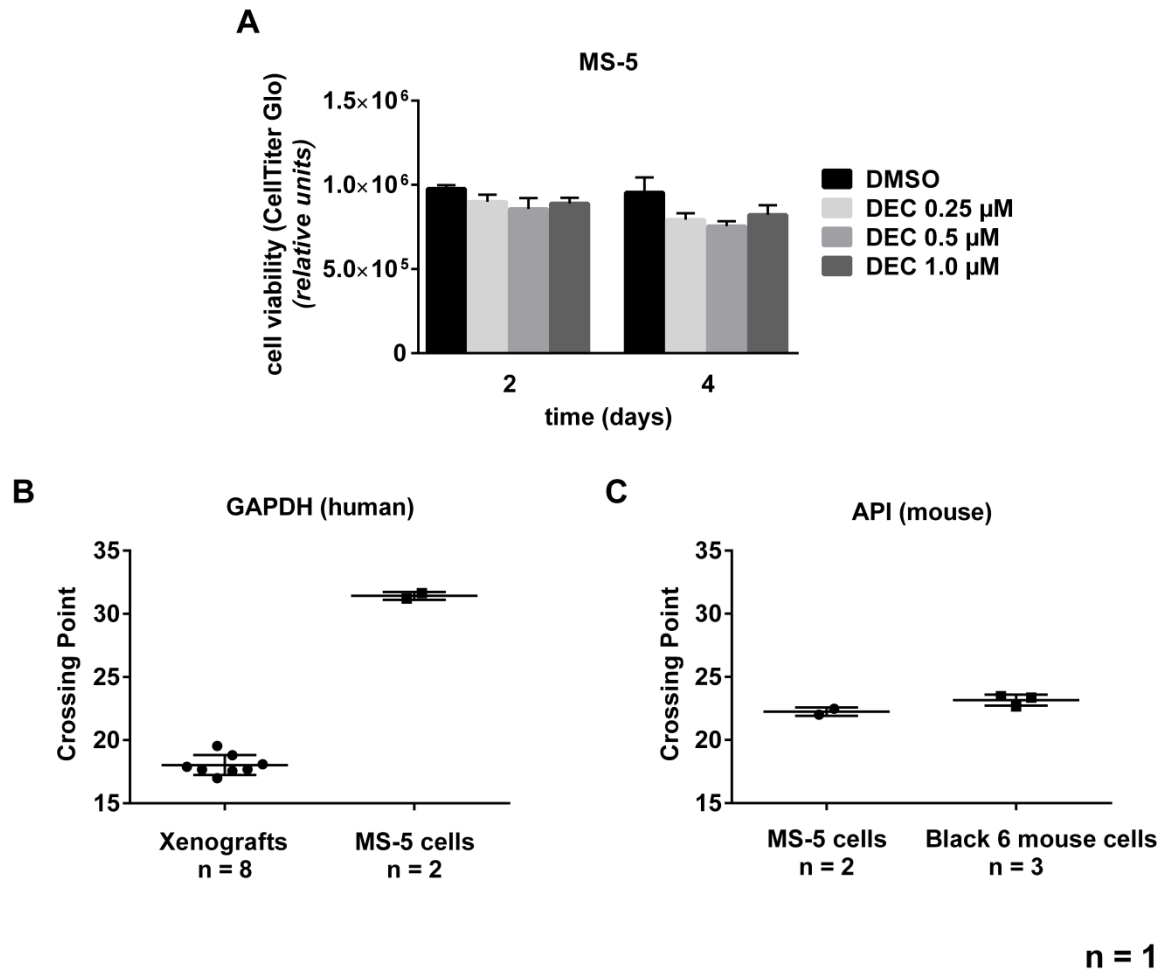 A
MS-5
cell viability (CellTiter Glo)
(relative units)
1.5×10⁶
1.0×10⁶
5.0×10⁵
0
2
4
time (days)
DMSO
DEC 0.25 µM
DEC 0.5 µM
DEC 1.0 µM
B
GAPDH (human)
Crossing Point
35
30
25
20
15
Xenografts
n = 8
MS-5 cells
n = 2
C
API (mouse)
Crossing Point
35
30
25
20
15
MS-5 cells
n = 2
Black 6 mouse cells
n = 3
n = 1